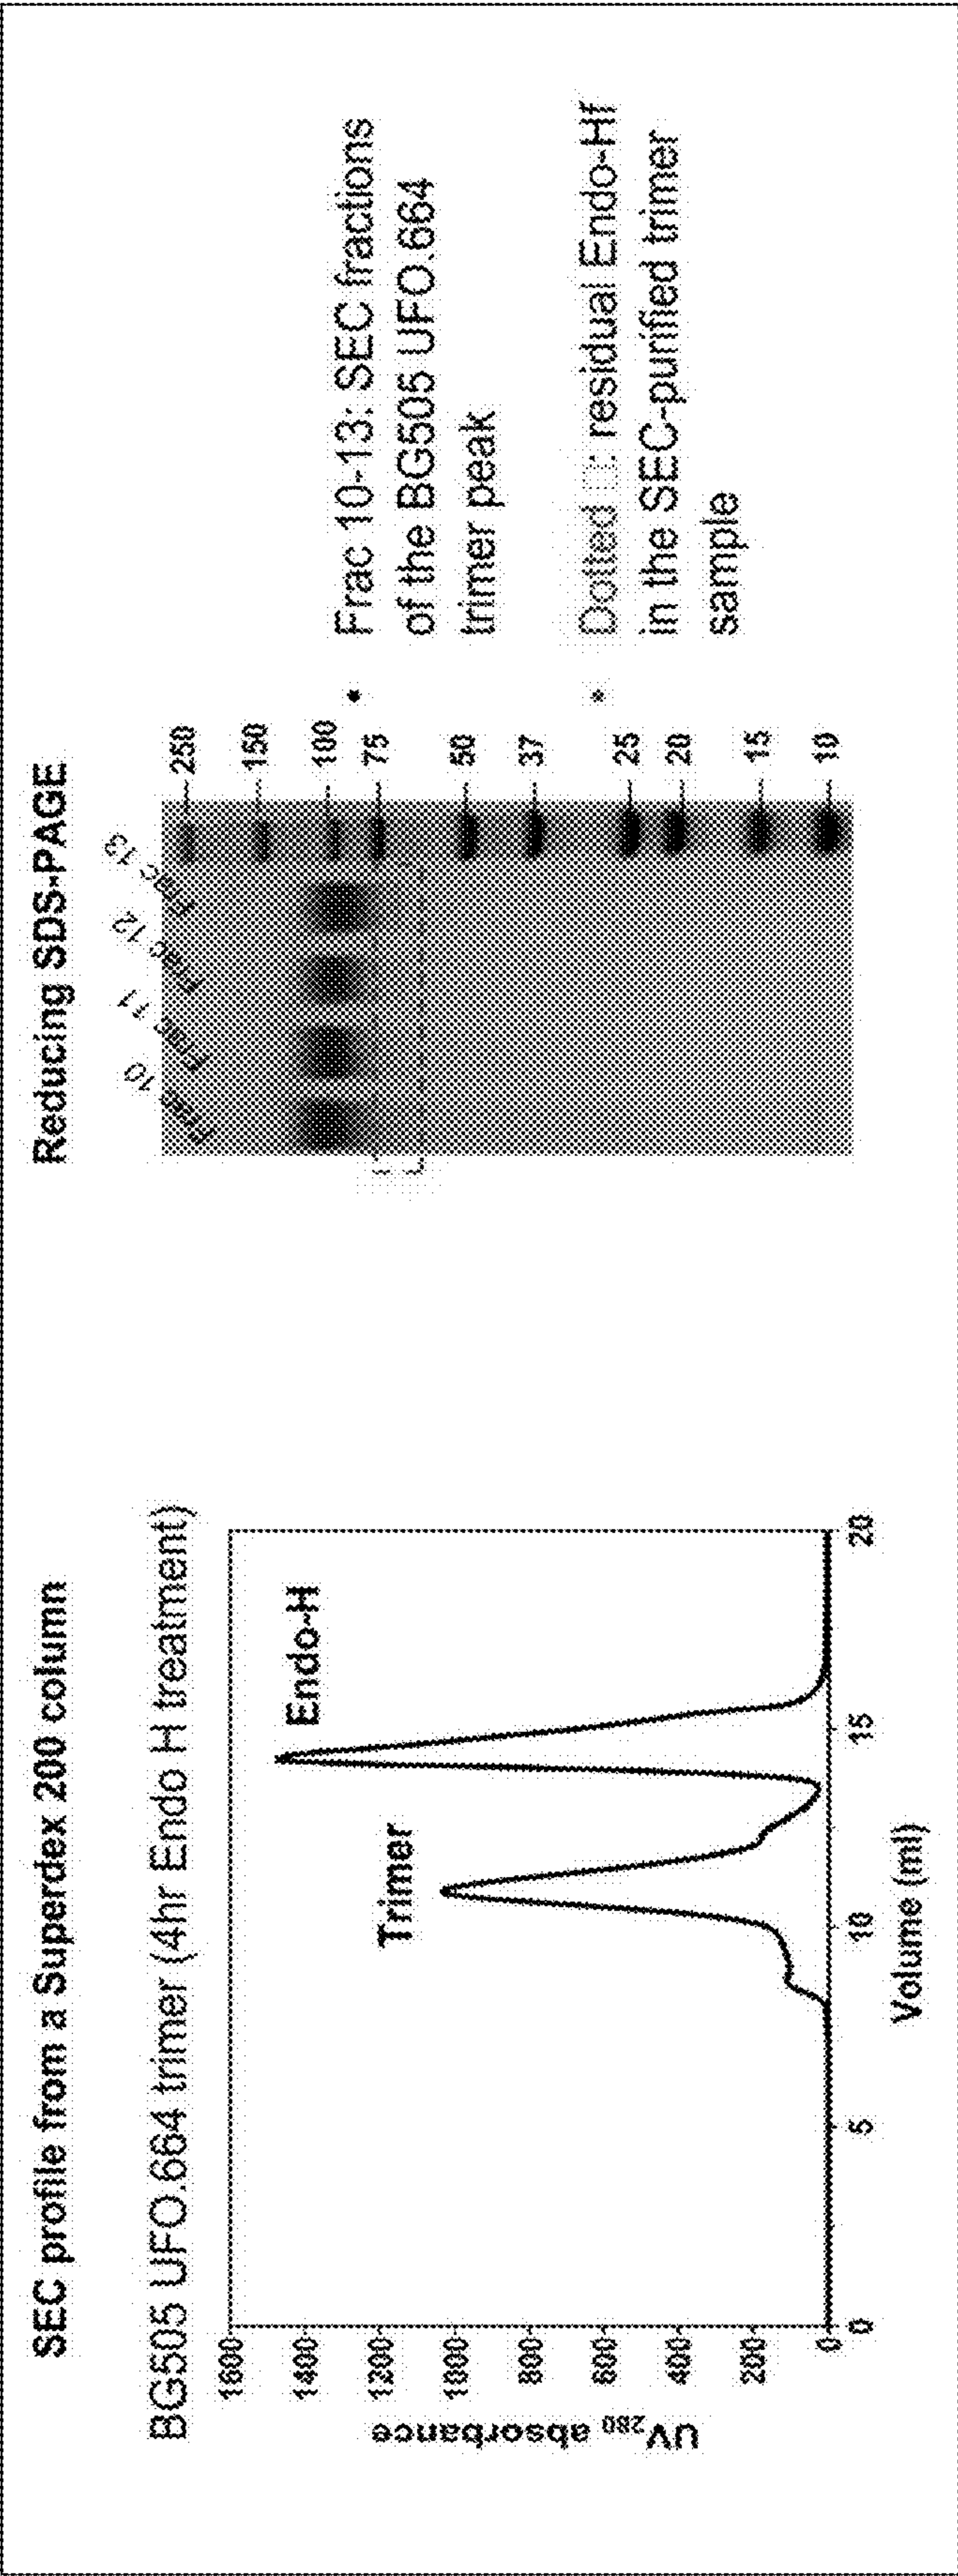 SEC profile from a Superdex 200 column
BG505 UFO.664 trimer (4hr Endo H treatment)
UV280 absorbance
1600
1400
1200
1000
800
600
400
200
0
Trimer
Endo-H
0
5
10
15
20
Volume (ml)
Reducing SDS-PAGE
Frac 10
Frac 11
Frac 12
Frac 13
250
150
100
75
50
37
25
20
15
10
Frac 10-13: SEC fractions
of the BG505 UFO.664
trimer peak
Dotted : residual Endo-Hf
in the SEC-purified trimer
sample